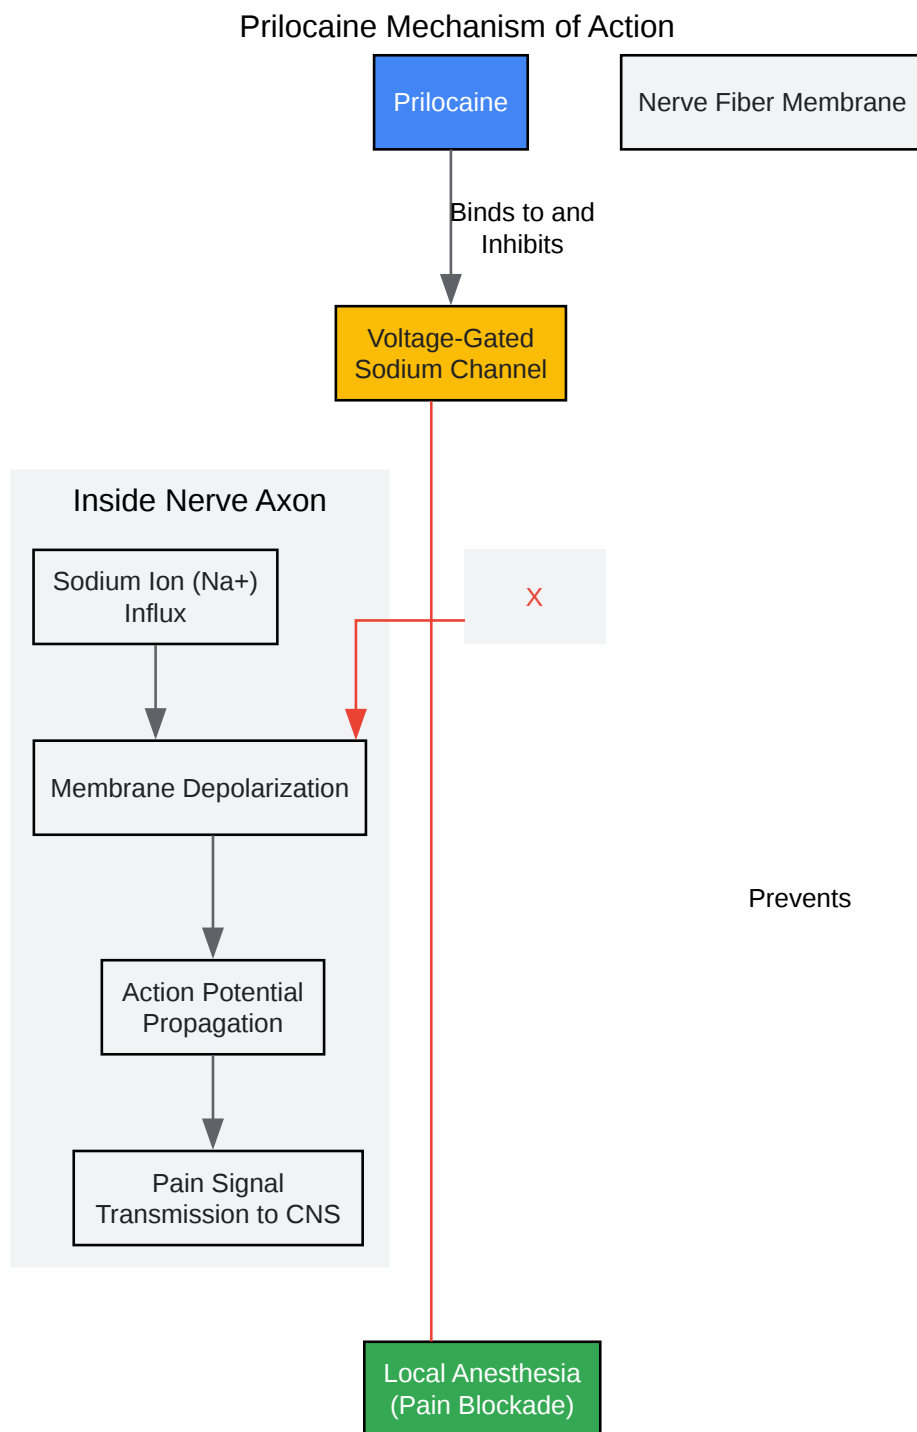 Prilocaine Mechanism of Action
Prilocaine
Nerve Fiber Membrane
Binds to and
Inhibits
Voltage-Gated
Sodium Channel
Inside Nerve Axon
Sodium Ion (Na+)
Influx
X
Membrane Depolarization
Prevents
Action Potential
Propagation
Pain Signal
Transmission to CNS
Local Anesthesia
(Pain Blockade)